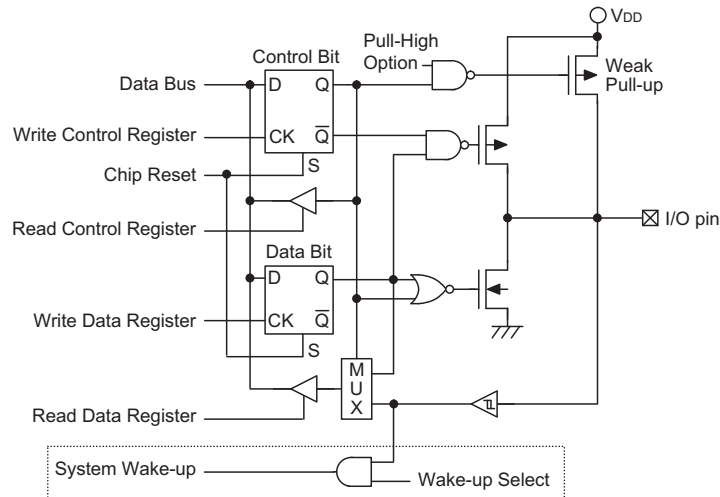 VDD
Control Bit
Pull-High
Option
Weak
Pull-up
Data Bus
D
Q
Write Control Register
CK
Q
Chip Reset
S
I/O pin
Read Control Register
Data Bit
D
Q
Write Data Register
CK
Q
S
M
U
X
Read Data Register
System Wake-up
Wake-up Select